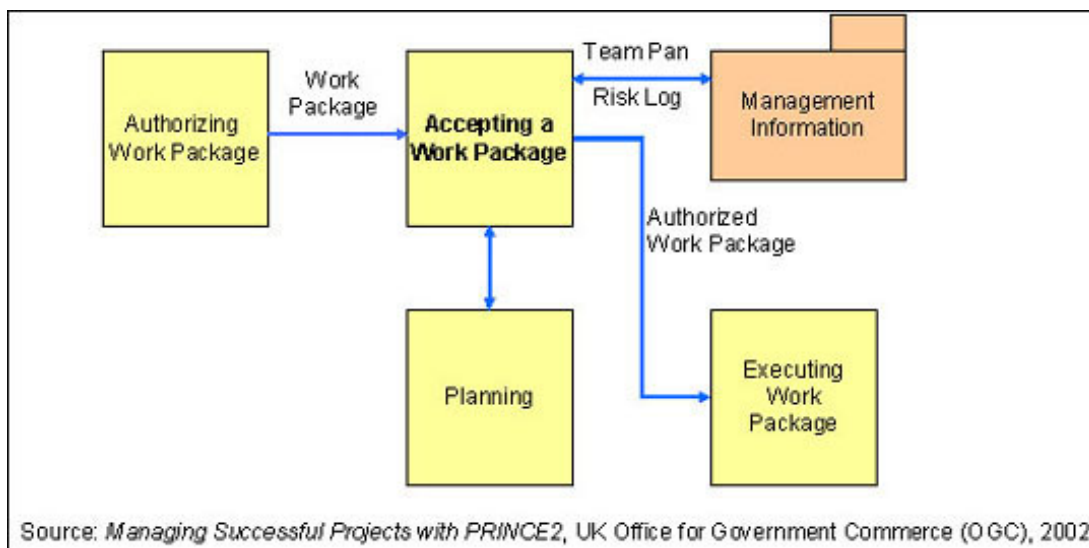 Authorizing
Work Package
Work
Package
Accepting a
Work Package
Team Pan
Risk Log
Management
Information
Authorized
Work Package
Planning
Executing
Work
Package
Source: Managing Successful Projects with PRINCE2, UK Office for Government Commerce (OGC), 2002